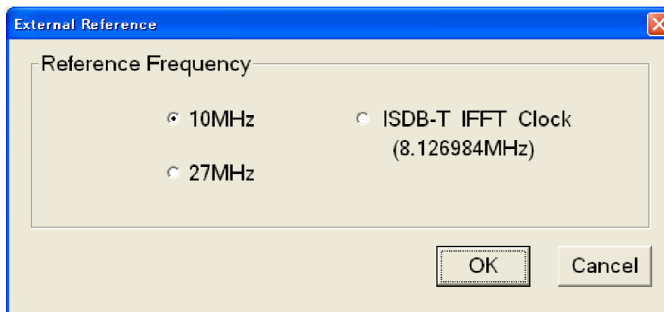 External Reference
Reference Frequency
10MHz
ISDB-T IFFT Clock
(8.126984MHz)
27MHz
OK
Cancel